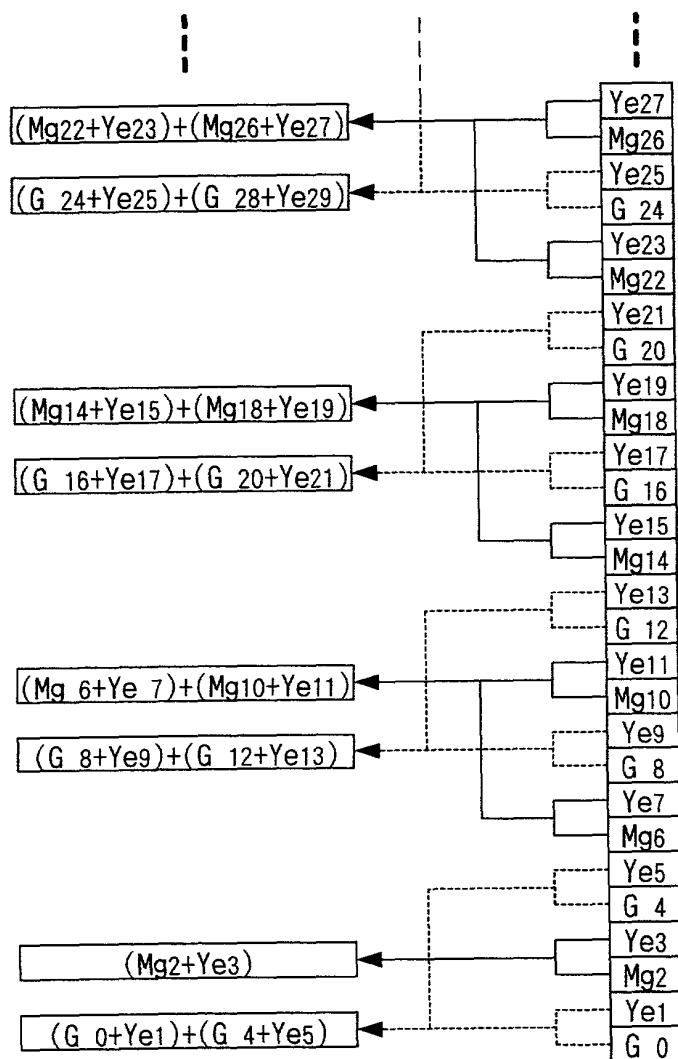 Ye27
(Mg22+Ye23)+(Mg26+Ye27)
Mg26
Ye25
(G 24+Ye25)+(G 28+Ye29)
G 24
Ye23
Mg22
Ye21
G 20
Ye19
(Mg14+Ye15)+(Mg18+Ye19)
Mg18
Ye17
(G 16+Ye17)+(G 20+Ye21)
G 16
Ye15
Mg14
Ye13
G 12
Ye11
(Mg 6+Ye 7)+(Mg10+Ye11)
Mg10
Ye9
(G 8+Ye9)+(G 12+Ye13)
G 8
Ye7
Mg6
Ye5
G 4
Ye3
(Mg2+Ye3)
Mg2
Ye1
(G 0+Ye1)+(G 4+Ye5)
G 0